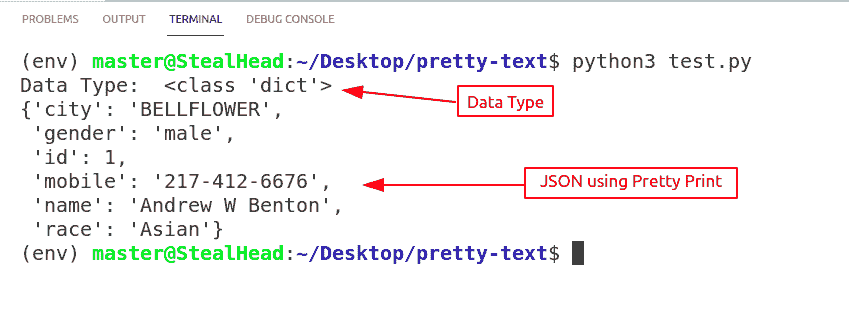 PROBLEMS OUTPUT TERMINAL DEBUG CONSOLE
(env) master@StealHead:~/Desktop/pretty-text$ python3 test.py
Data Type:  <class 'dict'>
Data Type
{'city': 'BELLFLOWER',
 'gender': 'male',
 'id': 1,
 'mobile': '217-412-6676',
JSON using Pretty Print
 'name': 'Andrew W Benton',
 'race': 'Asian'}
(env) master@StealHead:~/Desktop/pretty-text$